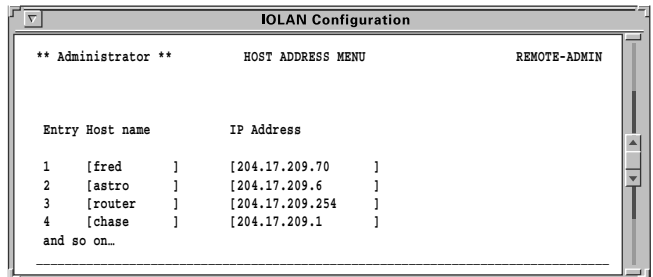 IOLAN Configuration
** Administrator ** HOST ADDRESS MENU REMOTE-ADMIN
Entry Host name IP Address
1 [fred ] [204.17.209.70 ]
2 [astro ] [204.17.209.6 ]
3 [router ] [204.17.209.254 ]
4 [chase ] [204.17.209.1 ]
and so on…